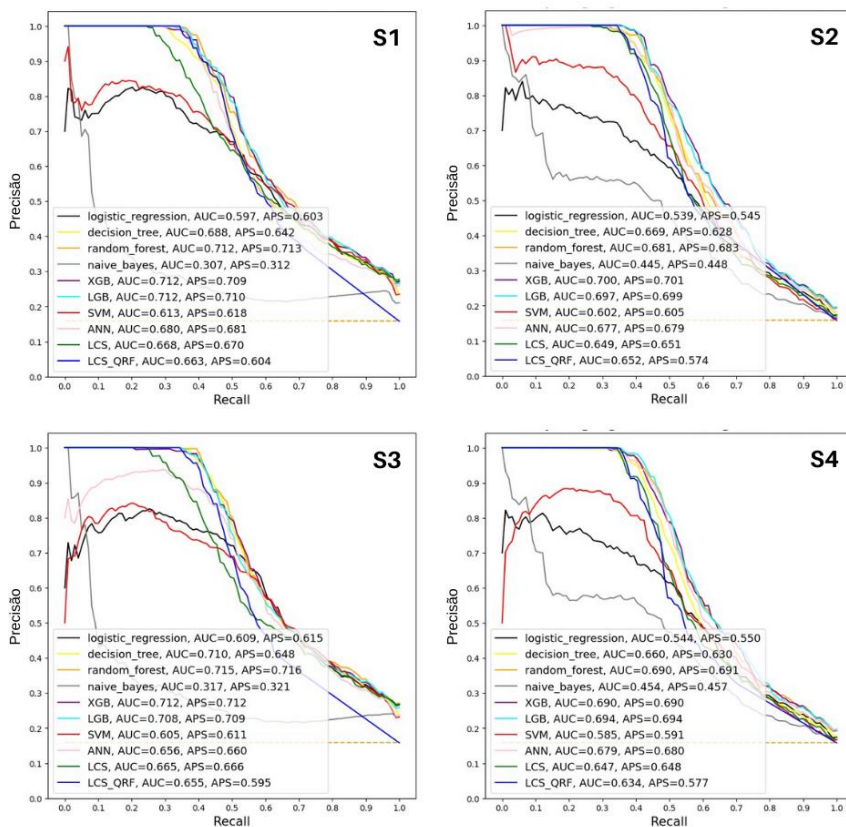 S1
Precisão
1.0
0.9
0.8
0.7
0.6
0.5
0.4
0.3
0.2
0.1
0.0
logistic_regression, AUC=0.597, APS=0.603
decision_tree, AUC=0.688, APS=0.642
random_forest, AUC=0.712, APS=0.713
naive_bayes, AUC=0.307, APS=0.312
XGB, AUC=0.712, APS=0.709
LGB, AUC=0.712, APS=0.710
SVM, AUC=0.613, APS=0.618
ANN, AUC=0.680, APS=0.681
LCS, AUC=0.668, APS=0.670
LCS_QRF, AUC=0.663, APS=0.604
0.0 0.1 0.2 0.3 0.4 0.5 0.6 0.7 0.8 0.9 1.0
Recall
S2
Precisão
1.0
0.9
0.8
0.7
0.6
0.5
0.4
0.3
0.2
0.1
0.0
logistic_regression, AUC=0.539, APS=0.545
decision_tree, AUC=0.669, APS=0.628
random_forest, AUC=0.681, APS=0.683
naive_bayes, AUC=0.445, APS=0.448
XGB, AUC=0.700, APS=0.701
LGB, AUC=0.697, APS=0.699
SVM, AUC=0.602, APS=0.605
ANN, AUC=0.677, APS=0.679
LCS, AUC=0.649, APS=0.651
LCS_QRF, AUC=0.652, APS=0.574
0.0 0.1 0.2 0.3 0.4 0.5 0.6 0.7 0.8 0.9 1.0
Recall
S3
Precisão
1.0
0.9
0.8
0.7
0.6
0.5
0.4
0.3
0.2
0.1
0.0
logistic_regression, AUC=0.609, APS=0.615
decision_tree, AUC=0.710, APS=0.648
random_forest, AUC=0.715, APS=0.716
naive_bayes, AUC=0.317, APS=0.321
XGB, AUC=0.712, APS=0.712
LGB, AUC=0.708, APS=0.709
SVM, AUC=0.605, APS=0.611
ANN, AUC=0.656, APS=0.660
LCS, AUC=0.665, APS=0.666
LCS_QRF, AUC=0.655, APS=0.595
0.0 0.1 0.2 0.3 0.4 0.5 0.6 0.7 0.8 0.9 1.0
Recall
S4
Precisão
1.0
0.9
0.8
0.7
0.6
0.5
0.4
0.3
0.2
0.1
0.0
logistic_regression, AUC=0.544, APS=0.550
decision_tree, AUC=0.660, APS=0.630
random_forest, AUC=0.690, APS=0.691
naive_bayes, AUC=0.454, APS=0.457
XGB, AUC=0.690, APS=0.690
LGB, AUC=0.694, APS=0.694
SVM, AUC=0.585, APS=0.591
ANN, AUC=0.679, APS=0.680
LCS, AUC=0.647, APS=0.648
LCS_QRF, AUC=0.634, APS=0.577
0.0 0.1 0.2 0.3 0.4 0.5 0.6 0.7 0.8 0.9 1.0
Recall